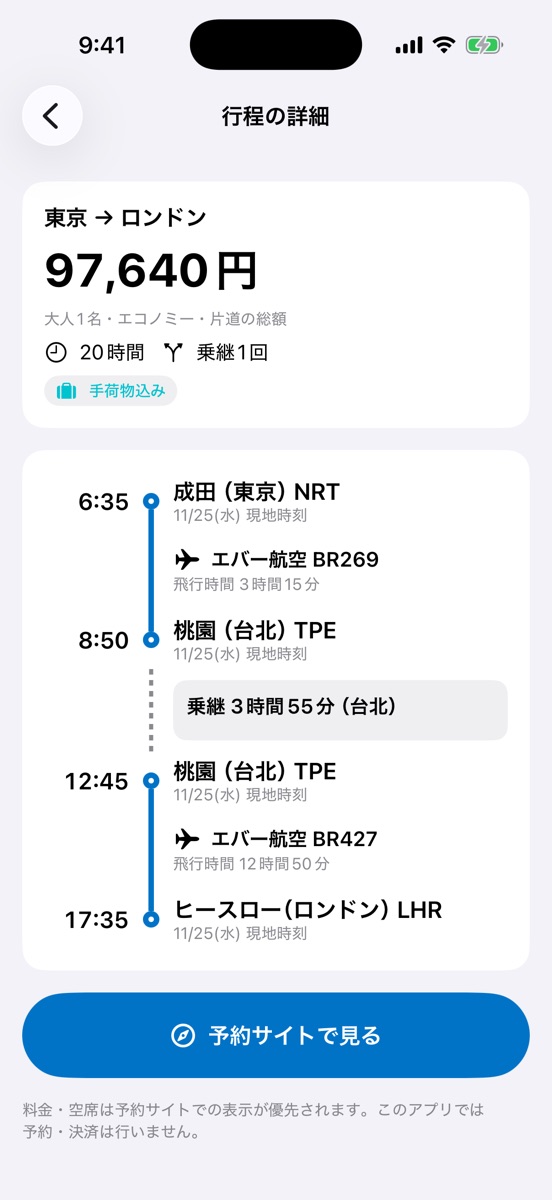 9:41
行程の詳細
東京 → ロンドン
97,640円
大人1名・エコノミー・片道の総額
20時間 乗継1回
手荷物込み
6:35 成田（東京）NRT
11/25(水) 現地時刻
エバー航空 BR269
飛行時間 3時間15分
8:50 桃園（台北）TPE
11/25(水) 現地時刻
乗継 3時間55分（台北）
12:45 桃園（台北）TPE
11/25(水) 現地時刻
エバー航空 BR427
飛行時間 12時間50分
17:35 ヒースロー（ロンドン）LHR
11/25(水) 現地時刻
予約サイトで見る
料金・空席は予約サイトでの表示が優先されます。このアプリでは
予約・決済は行いません。